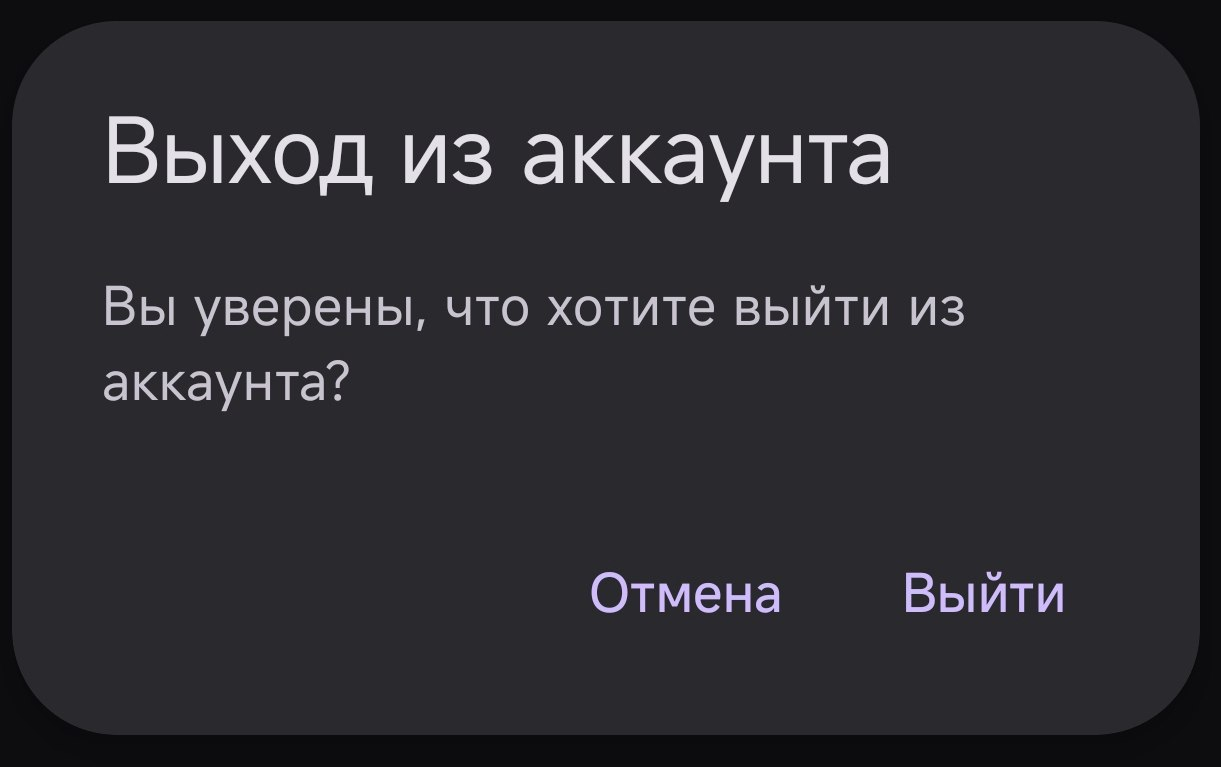 Выход из аккаунта
Вы уверены, что хотите выйти из
аккаунта?
Отмена Выйти